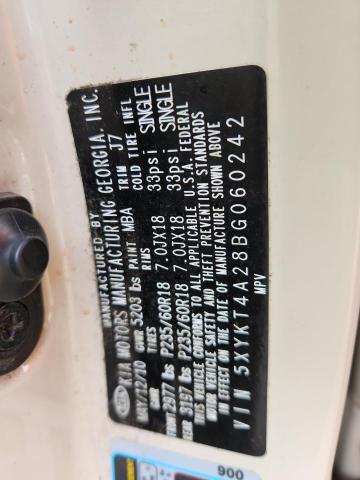 MANUFACTURED BY
KIA MOTORS MANUFACTURING GEORGIA, INC.
MAY/12/10 PAINT MBA TRIM J7
GVWR 5203 lbs
TIRES RIMS COLD TIRE INFL
FRONT 2977 lbs P235/60R18 7.0JX18 33psi SINGLE
REAR 3197 lbs P235/60R18 7.0JX18 33psi SINGLE
THIS VEHICLE CONFORMS TO ALL APPLICABLE U.S.A. FEDERAL
MOTOR VEHICLE SAFETY AND THEFT PREVENTION STANDARDS
IN EFFECT ON THE DATE OF MANUFACTURE SHOWN ABOVE
VIN 5XYKT4A28BG060242
MPV
900